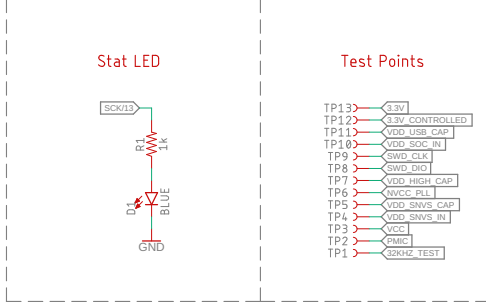 Stat LED
SCK/13
R1
1k
D1
BLUE
GND
Test Points
TP13 3.3V
TP12 3.3V_CONTROLLED
TP11 VDD_USB_CAP
TP10 VDD_SOC_IN
TP9 SWD_CLK
TP8 SWD_DIO
TP7 VDD_HIGH_CAP
TP6 NVCC_PLL
TP5 VDD_SNVS_CAP
TP4 VDD_SNVS_IN
TP3 VCC
TP2 PMIC
TP1 32KHZ_TEST